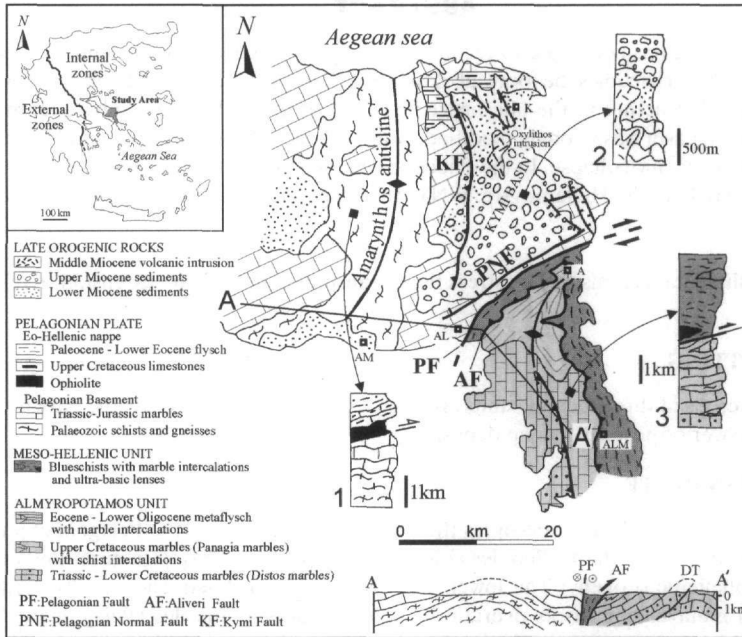 N
Internal
zones
External
zones
Study Area
Aegean Sea
100 km
N
Aegean sea
K
Oxylithos
intrusion
KF
KYMI BASIN
Amarynthos anticline
PNF
A
A
AL
AM
PF
AF
A'
ALM
2
500m
1km
3
1
1km
0 km 20
LATE OROGENIC ROCKS
Middle Miocene volcanic intrusion
Upper Miocene sediments
Lower Miocene sediments
PELAGONIAN PLATE
Eo-Hellenic nappe
Paleocene - Lower Eocene flysch
Upper Cretaceous limestones
Ophiolite
Pelagonian Basement
Triassic-Jurassic marbles
Palaeozoic schists and gneisses
MESO-HELLENIC UNIT
Blueschists with marble intercalations
and ultra-basic lenses
ALMYROPOTAMOS UNIT
Eocene - Lower Oligocene metaflysch
with marble intercalations
Upper Cretaceous marbles (Panagia marbles)
with schist intercalations
Triassic - Lower Cretaceous marbles (Distos marbles)
PF:Pelagonian Fault AF:Aliveri Fault
PNF:Pelagonian Normal Fault KF:Kymi Fault
A PF AF DT A'
0
1km